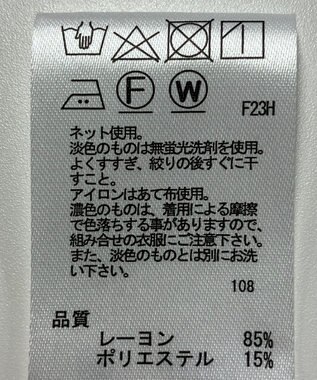 F W F23H
ネット使用。
淡色のものは無蛍光洗剤を使用。
よくすすぎ、絞りの後すぐに干
すこと。
アイロンはあて布使用。
濃色のものは、着用による摩擦
で色落ちする事がありますので、
組み合せの衣服にご注意下さい。
また、淡色のものとは別にお洗
い下さい。
108
品質
レーヨン 85%
ポリエステル 15%